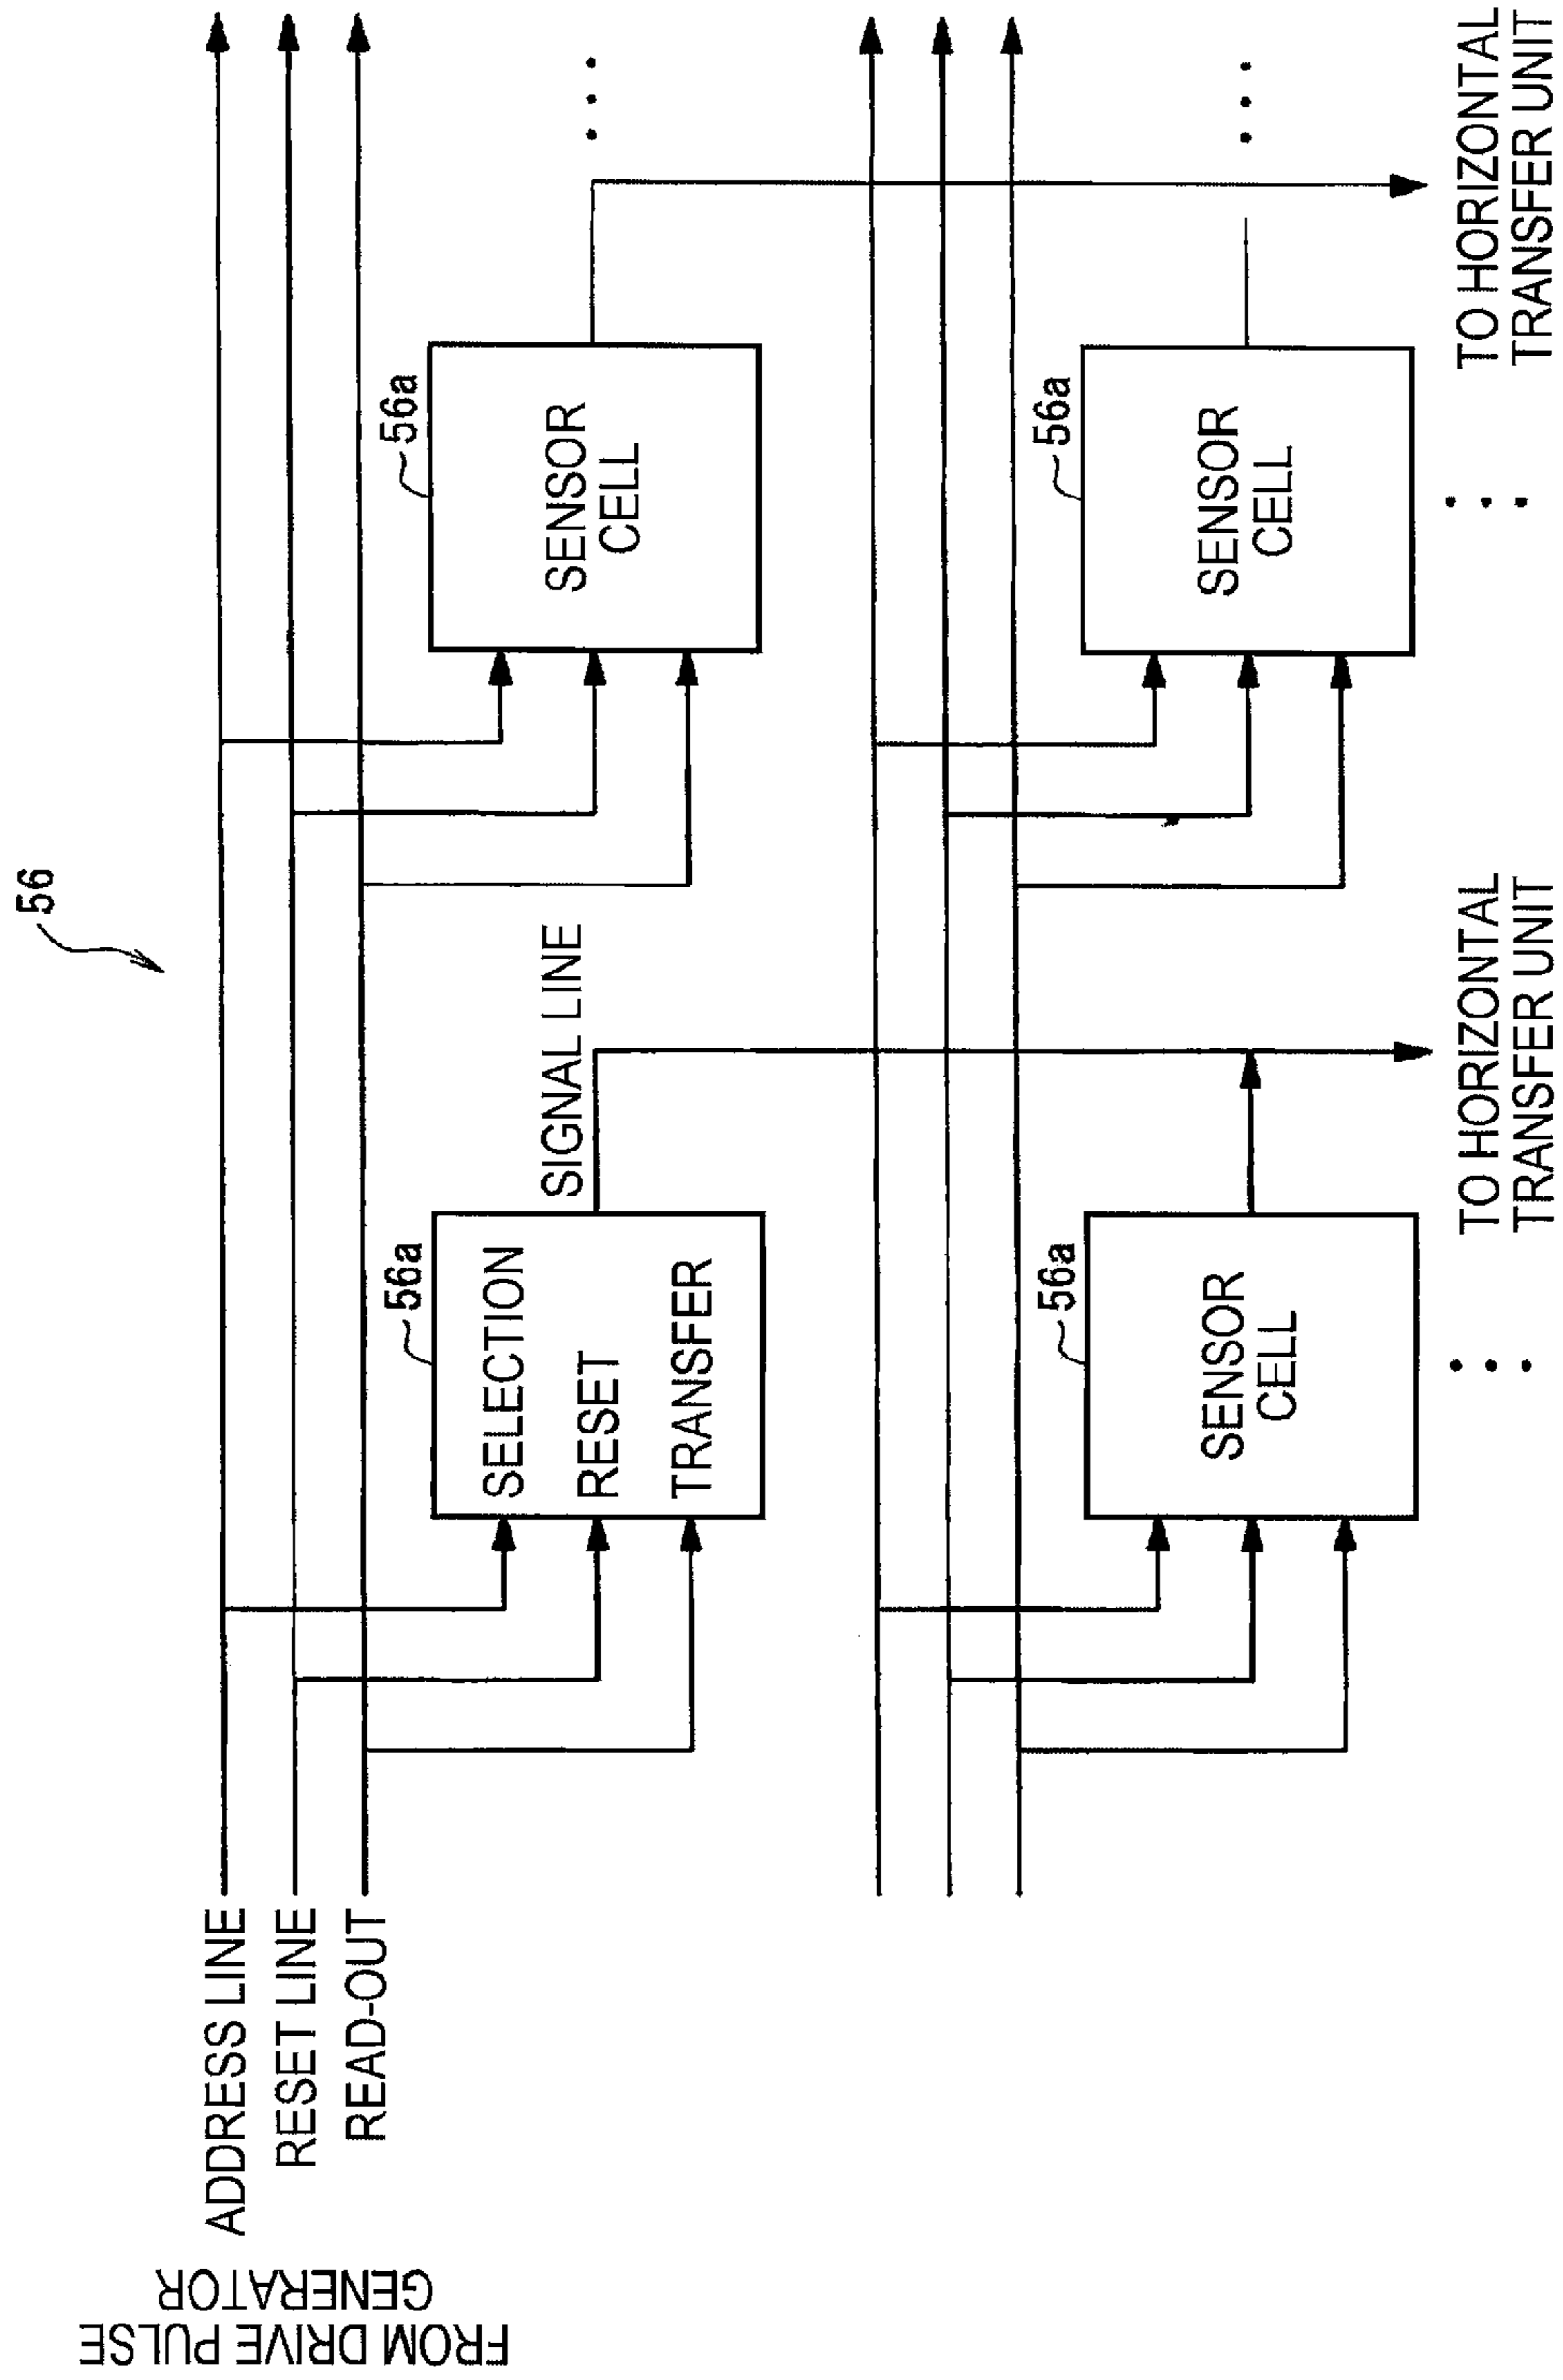 56
FROM DRIVE PULSE
GENERATOR
ADDRESS LINE
RESET LINE
READ-OUT
56a
SELECTION
RESET
TRANSFER
SIGNAL LINE
56a
SENSOR
CELL
56a
SENSOR
CELL
56a
SENSOR
CELL
TO HORIZONTAL
TRANSFER UNIT
TO HORIZONTAL
TRANSFER UNIT